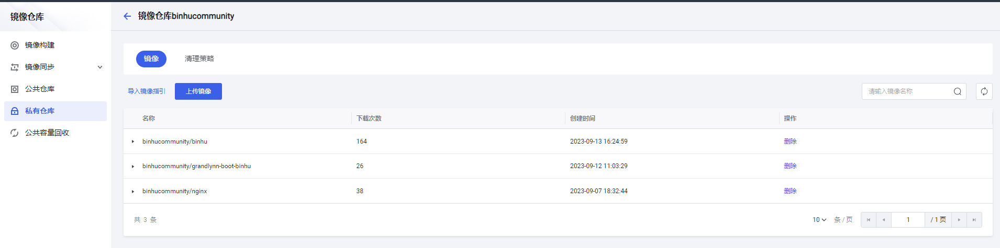 镜像仓库
镜像构建
镜像同步
公共仓库
私有仓库
公共容量回收
镜像仓库binhucommunity
镜像 清理策略
导入镜像指引 上传镜像 请输入镜像名称
名称 下载次数 创建时间 操作
binhucommunity/binhu 164 2023-09-13 16:24:59 删除
binhucommunity/grandlynn-boot-binhu 26 2023-09-12 11:03:29 删除
binhucommunity/nginx 38 2023-09-07 18:32:44 删除
共 3 条 10 条 / 页 1 / 1 页